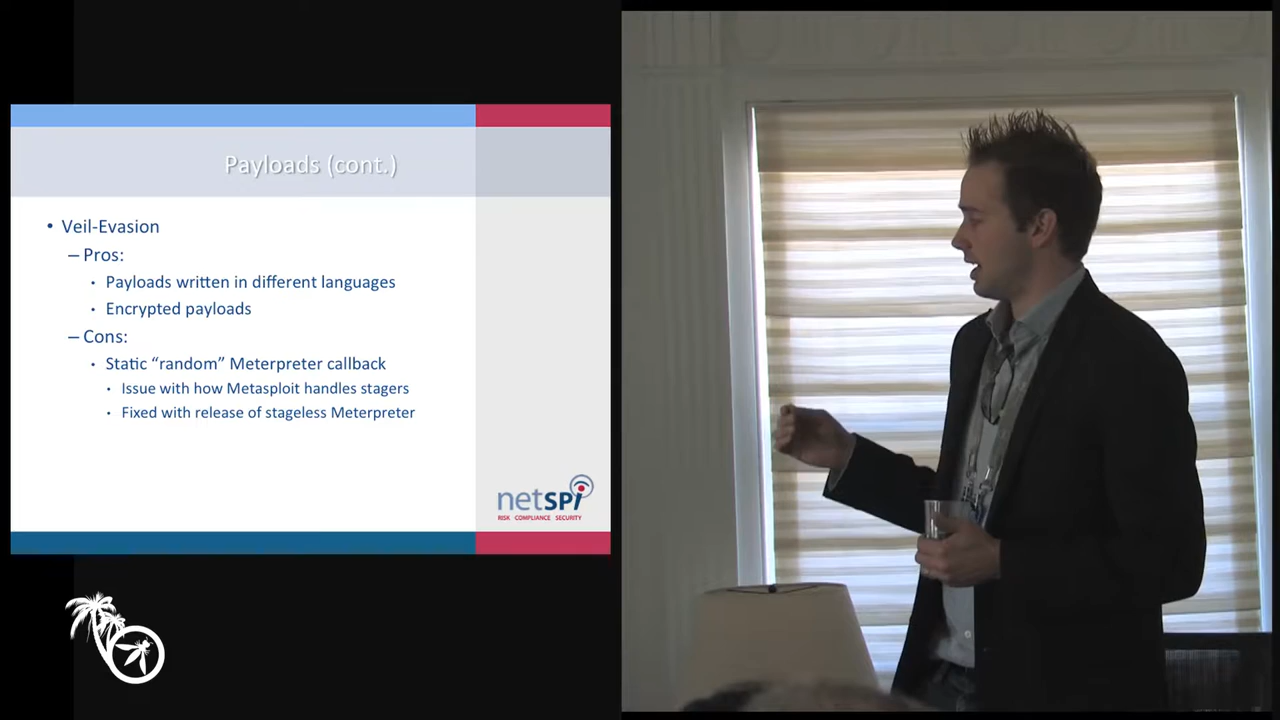 Payloads (cont.)
• Veil-Evasion
– Pros:
• Payloads written in different languages
• Encrypted payloads
– Cons:
• Static “random” Meterpreter callback
• Issue with how Metasploit handles stagers
• Fixed with release of stageless Meterpreter
netSPI
RISK COMPLIANCE SECURITY